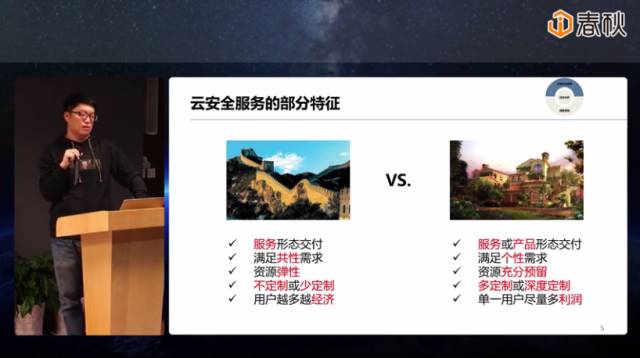 春秋
云安全服务的部分特征
VS.
✓ 服务形态交付
✓ 满足共性需求
✓ 资源弹性
✓ 不定制或少定制
✓ 用户越多越经济
✓ 服务或产品形态交付
✓ 满足个性需求
✓ 资源充分预留
✓ 多定制或深度定制
✓ 单一用户尽量多利润
5